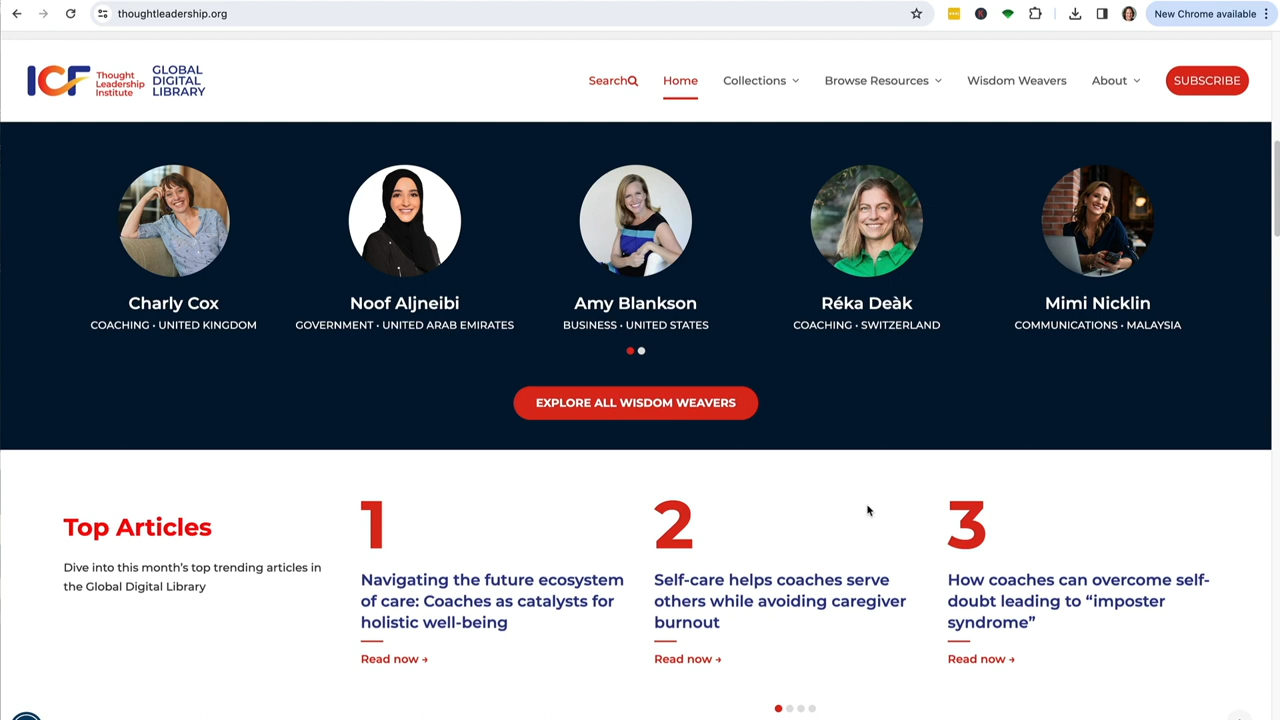 thoughtleadership.org
New Chrome available
ICF Thought Leadership Institute
GLOBAL DIGITAL LIBRARY
Search
Home
Collections
Browse Resources
Wisdom Weavers
About
SUBSCRIBE
Charly Cox
COACHING • UNITED KINGDOM
Noof Aljneibi
GOVERNMENT • UNITED ARAB EMIRATES
Amy Blankson
BUSINESS • UNITED STATES
Réka Deàk
COACHING • SWITZERLAND
Mimi Nicklin
COMMUNICATIONS • MALAYSIA
EXPLORE ALL WISDOM WEAVERS
Top Articles
Dive into this month's top trending articles in
the Global Digital Library
1
Navigating the future ecosystem
of care: Coaches as catalysts for
holistic well-being
Read now →
2
Self-care helps coaches serve
others while avoiding caregiver
burnout
Read now →
3
How coaches can overcome self-
doubt leading to “imposter
syndrome”
Read now →